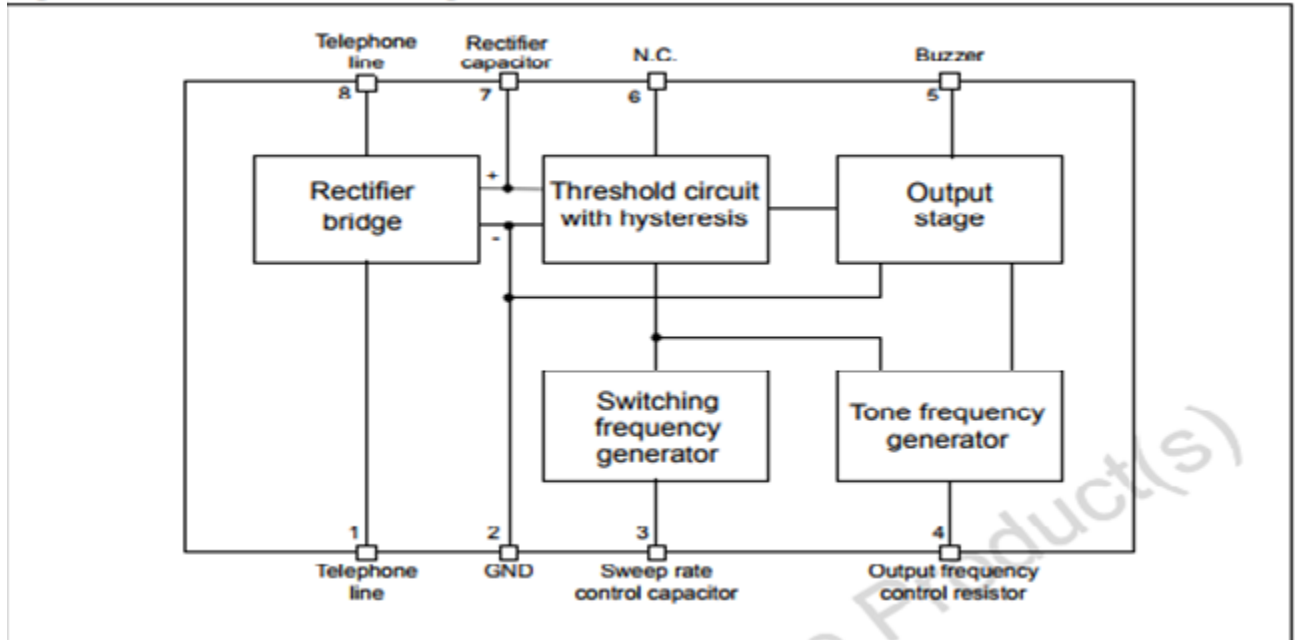 Telephone
line
Rectifier
capacitor
N.C.
Buzzer
8
7
6
5
Rectifier
bridge
+
-
Threshold circuit
with hysteresis
Output
stage
Switching
frequency
generator
Tone frequency
generator
1
2
3
4
Telephone
line
GND
Sweep rate
control capacitor
Output frequency
control resistor
Product(s)